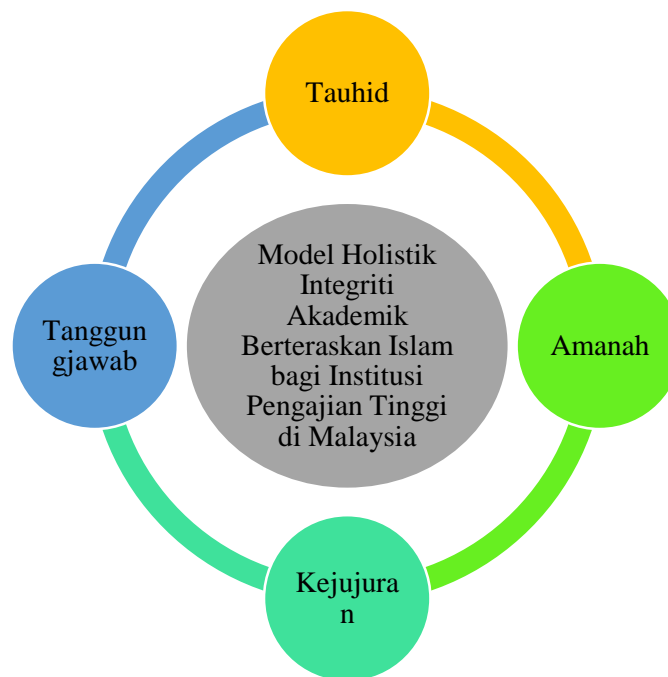 Tauhid
Model Holistik
Integriti
Akademik
Berteraskan Islam
bagi Institusi
Pengajian Tinggi
di Malaysia
Tanggun
gjawab
Amanah
Kejujura
n